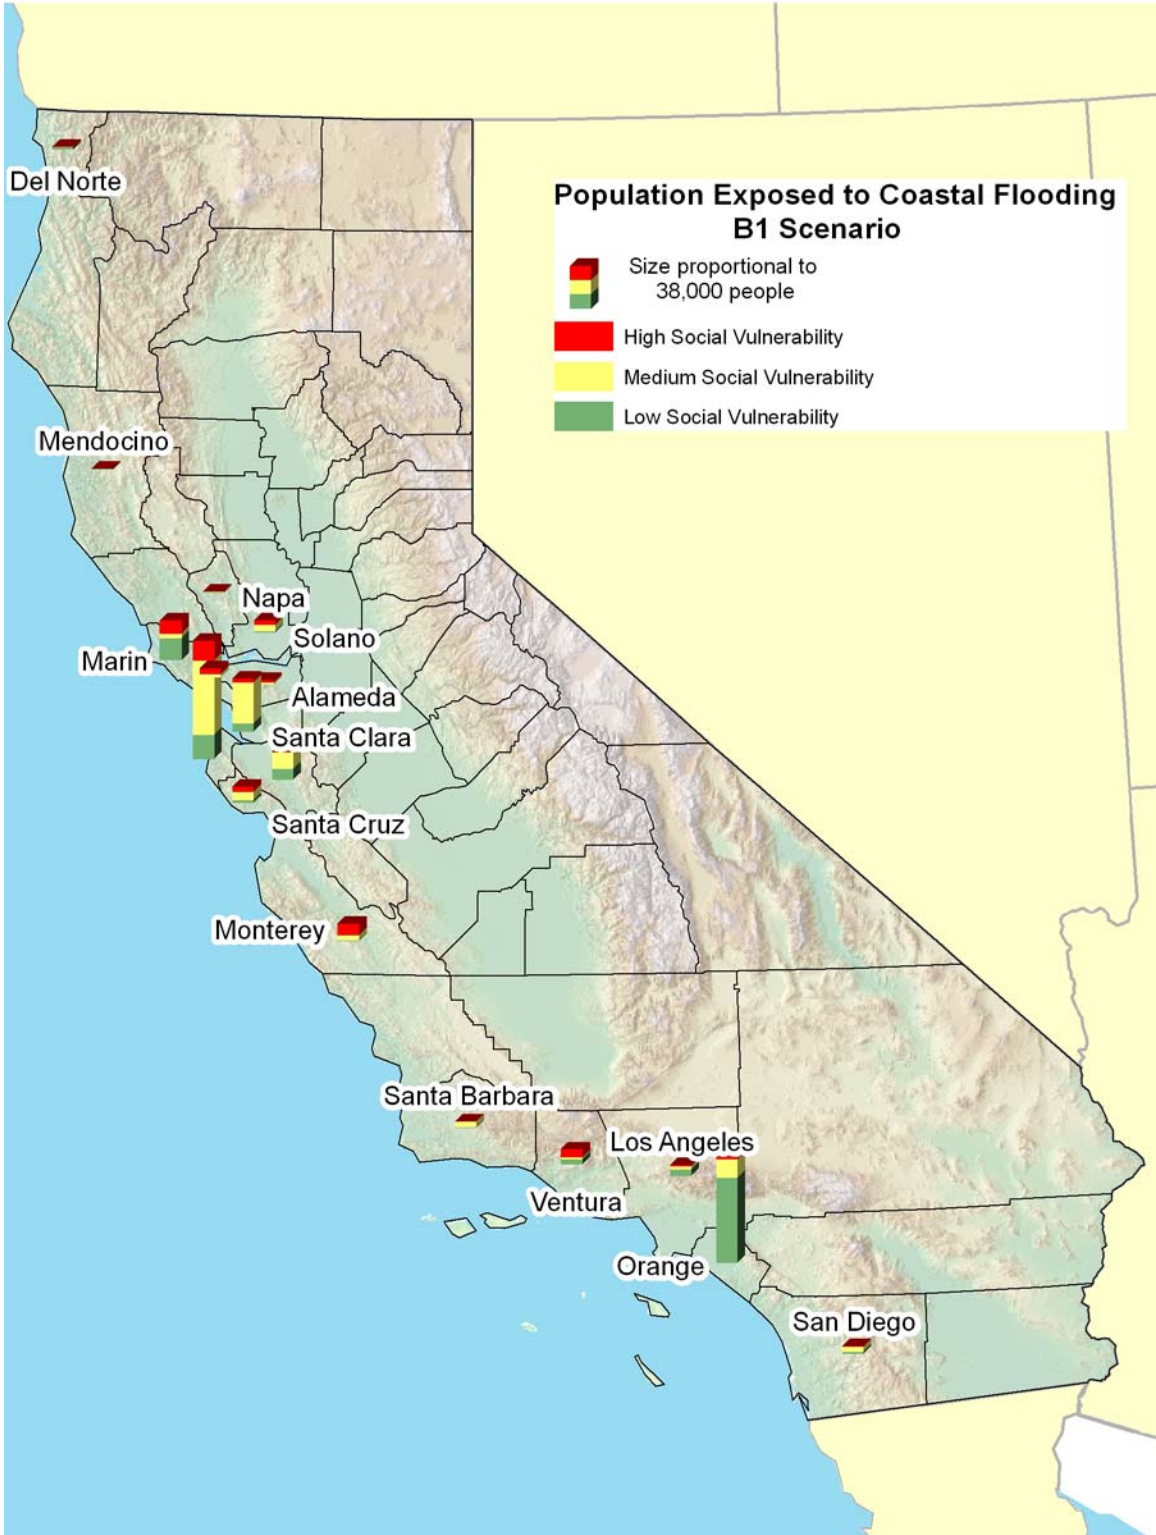 Del Norte
Population Exposed to Coastal Flooding
B1 Scenario
Size proportional to
38,000 people
High Social Vulnerability
Medium Social Vulnerability
Low Social Vulnerability
Mendocino
Napa
Solano
Marin
Alameda
Santa Clara
Santa Cruz
Monterey
Santa Barbara
Los Angeles
Ventura
Orange
San Diego